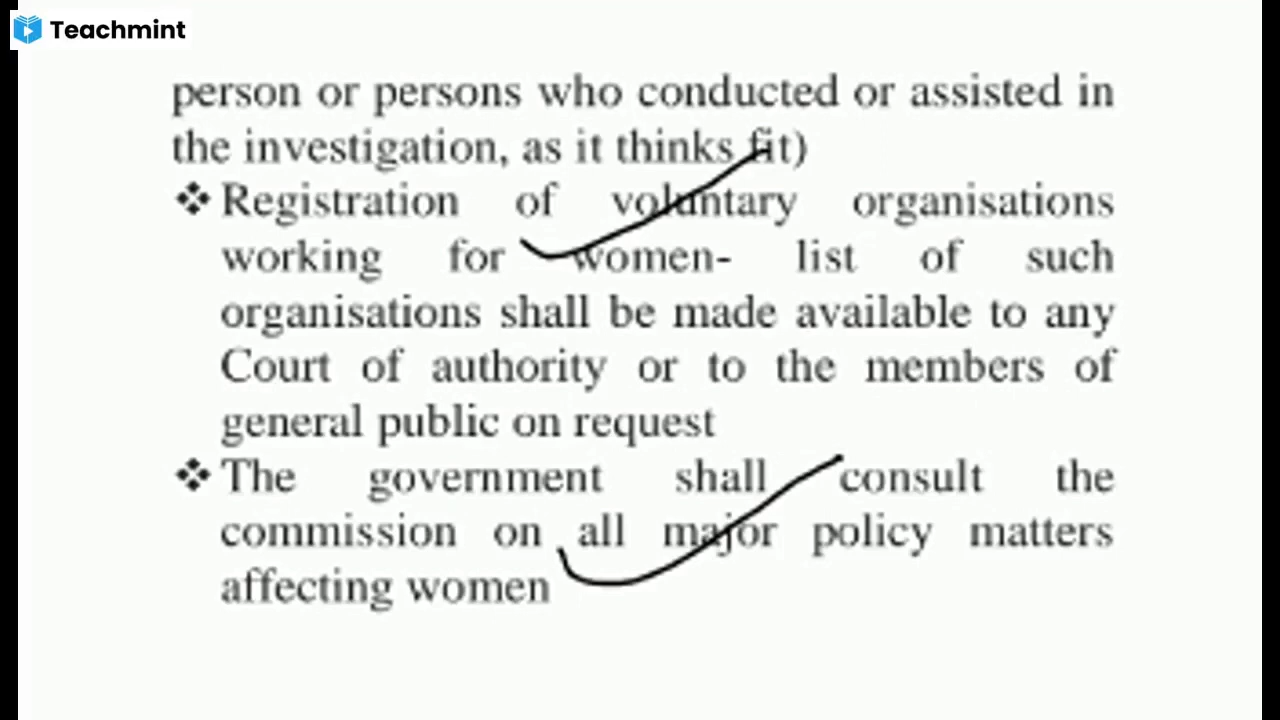 Teachmint
person or persons who conducted or assisted in
the investigation, as it thinks fit)
❖ Registration of voluntary organisations
working for women- list of such
organisations shall be made available to any
Court of authority or to the members of
general public on request
❖ The government shall consult the
commission on all major policy matters
affecting women